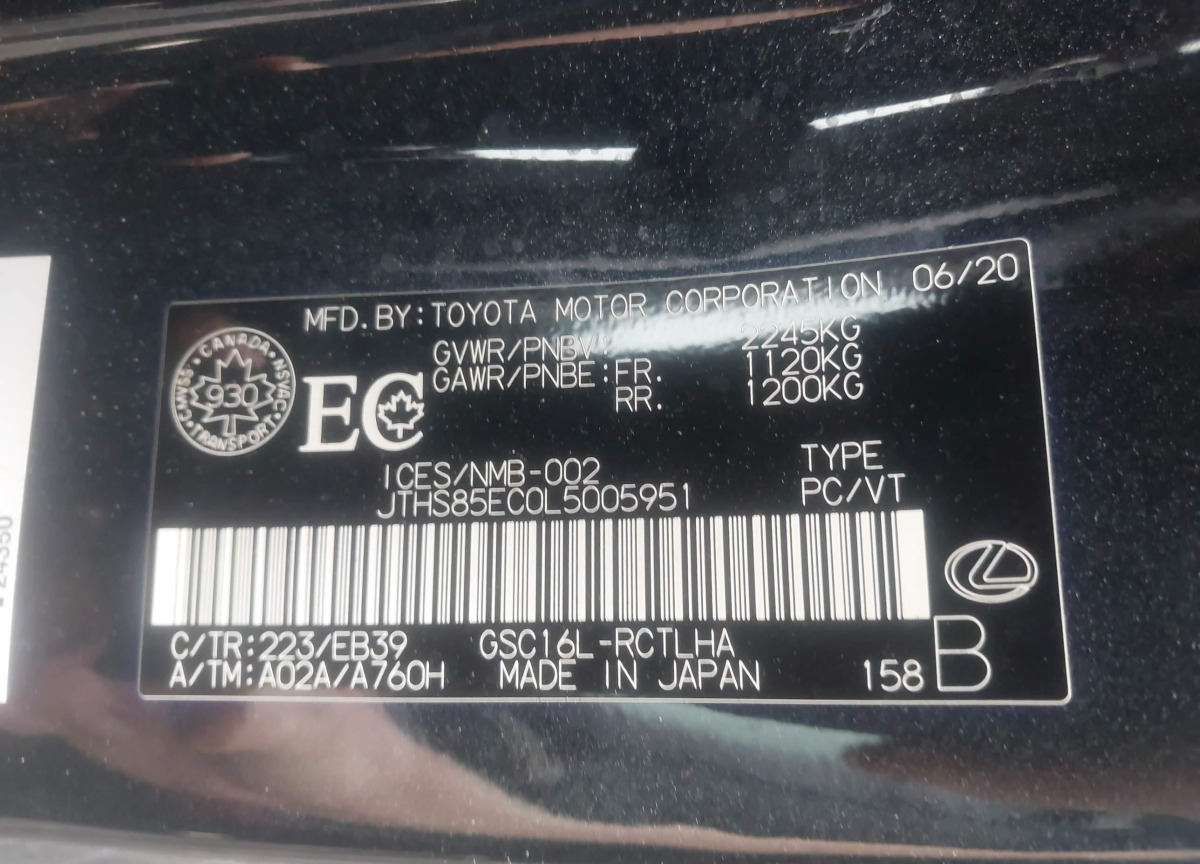 MFD.BY:TOYOTA MOTOR CORPORATION 06/20
GVWR/PNBV: 2245KG
GAWR/PNBE:FR. 1120KG
RR. 1200KG
CANADA
CMVSS 930 NSVAC
TRANSPORT
EC
ICES/NMB-002
JTHS85EC0L5005951
TYPE
PC/VT
C/TR:223/EB39 GSC16L-RCTLHA
A/TM:A02A/A760H MADE IN JAPAN 158 B
24350